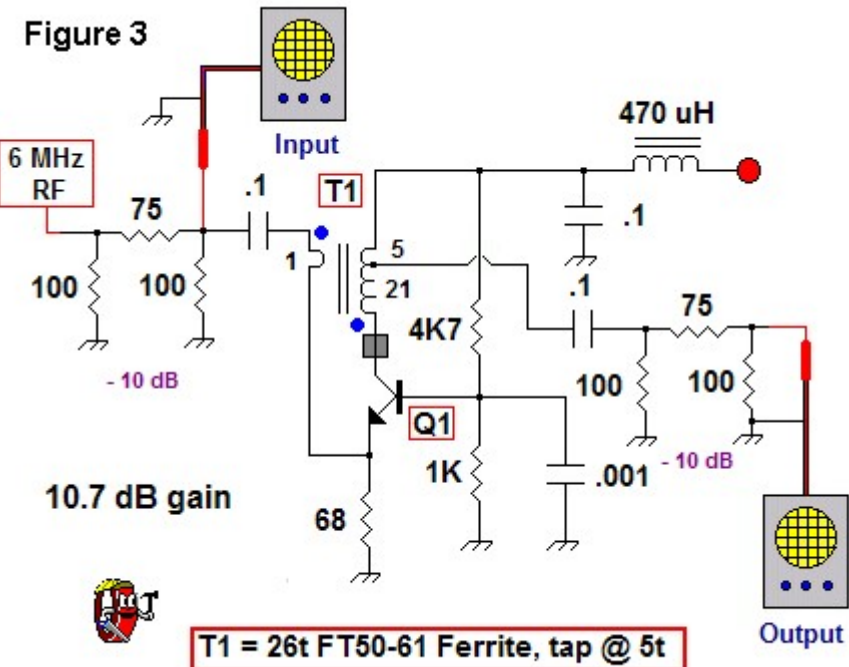 Figure 3
Input
6 MHz
RF
75
.1
T1
470 uH
.1
100
100
1
5
21
4K7
.1
75
100
100
- 10 dB
Q1
1K
.001
- 10 dB
10.7 dB gain
68
Output
T1 = 26t FT50-61 Ferrite, tap @ 5t